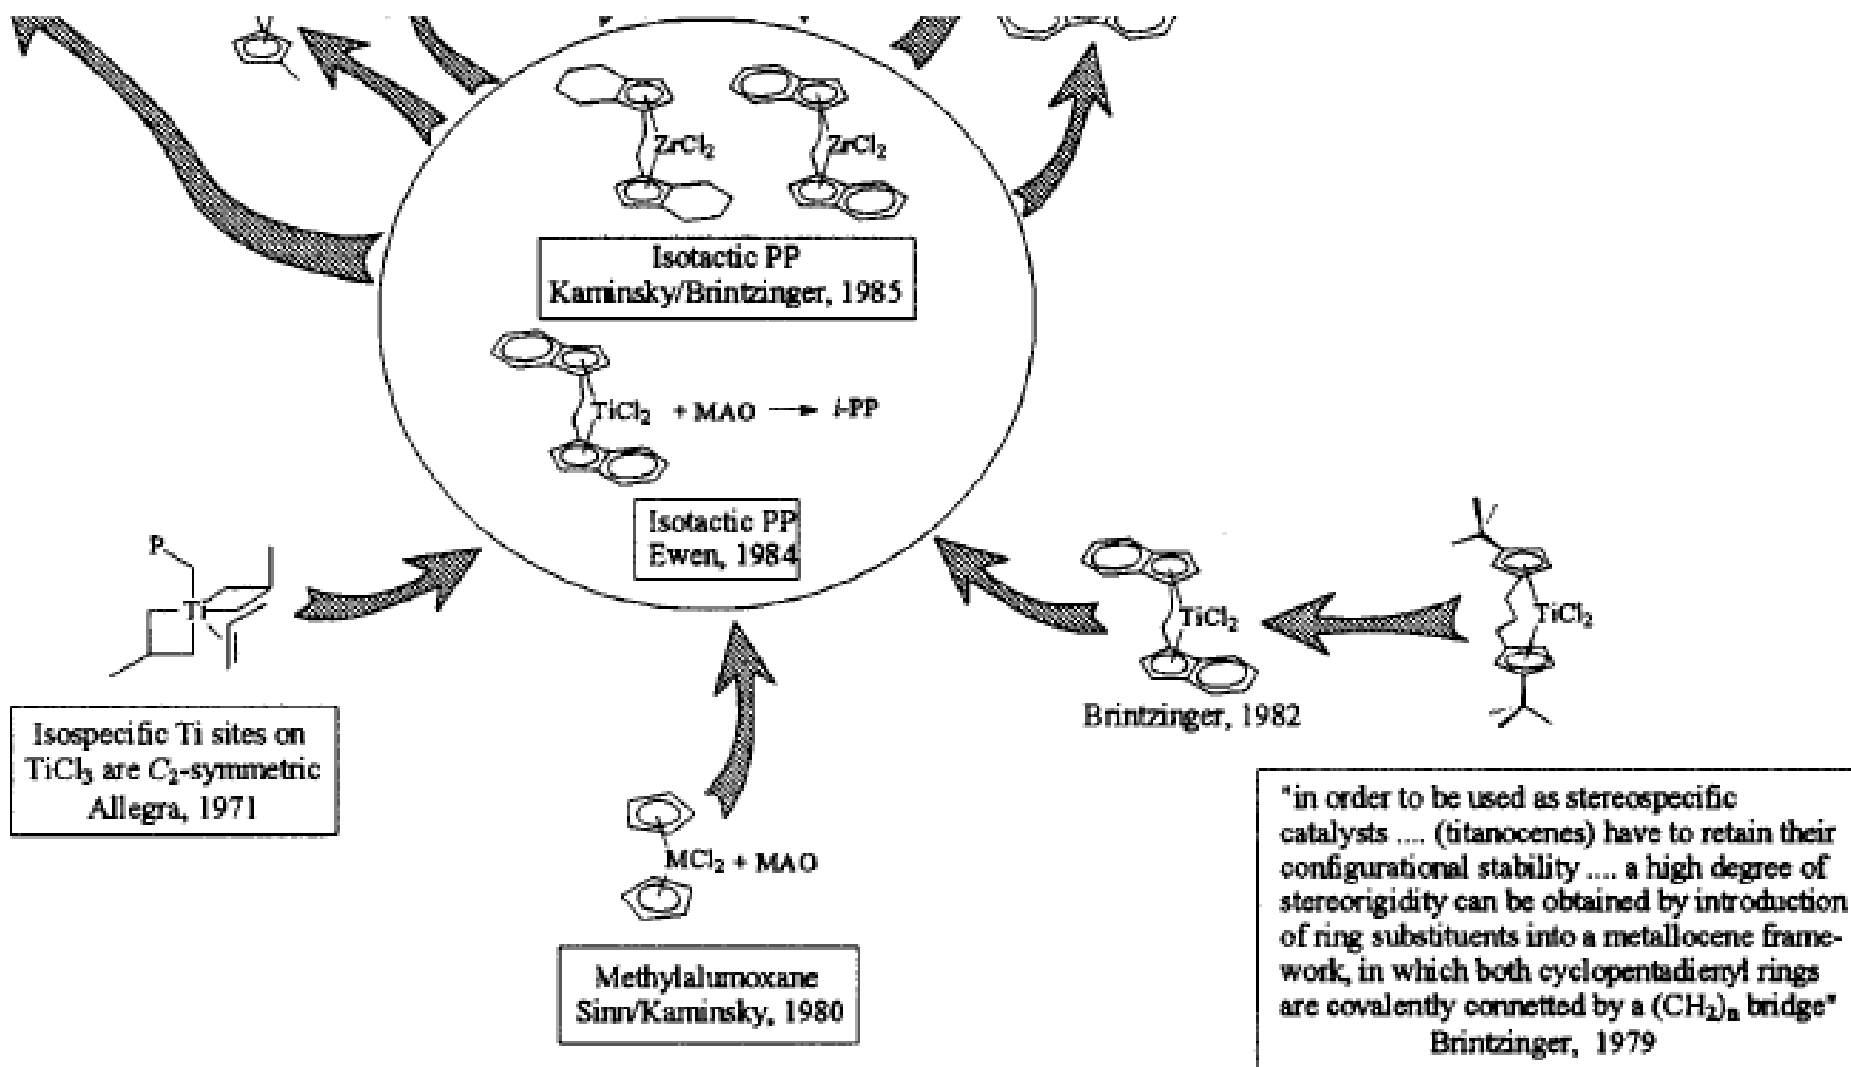 ZrCl2
ZrCl2
Isotactic PP
Kaminsky/Brintzinger, 1985
TiCl2 + MAO → i-PP
Isotactic PP
Ewen, 1984
P
Ti
Isospecific Ti sites on
TiCl3 are C2-symmetric
Allegra, 1971
MCl2 + MAO
Methylalumoxane
Sinn/Kaminsky, 1980
TiCl2
Brintzinger, 1982
TiCl2
"in order to be used as stereospecific
catalysts .... (titanocenes) have to retain their
configurational stability .... a high degree of
stereorigidity can be obtained by introduction
of ring substituents into a metallocene frame-
work, in which both cyclopentadienyl rings
are covalently connetted by a (CH2)n bridge"
Brintzinger, 1979